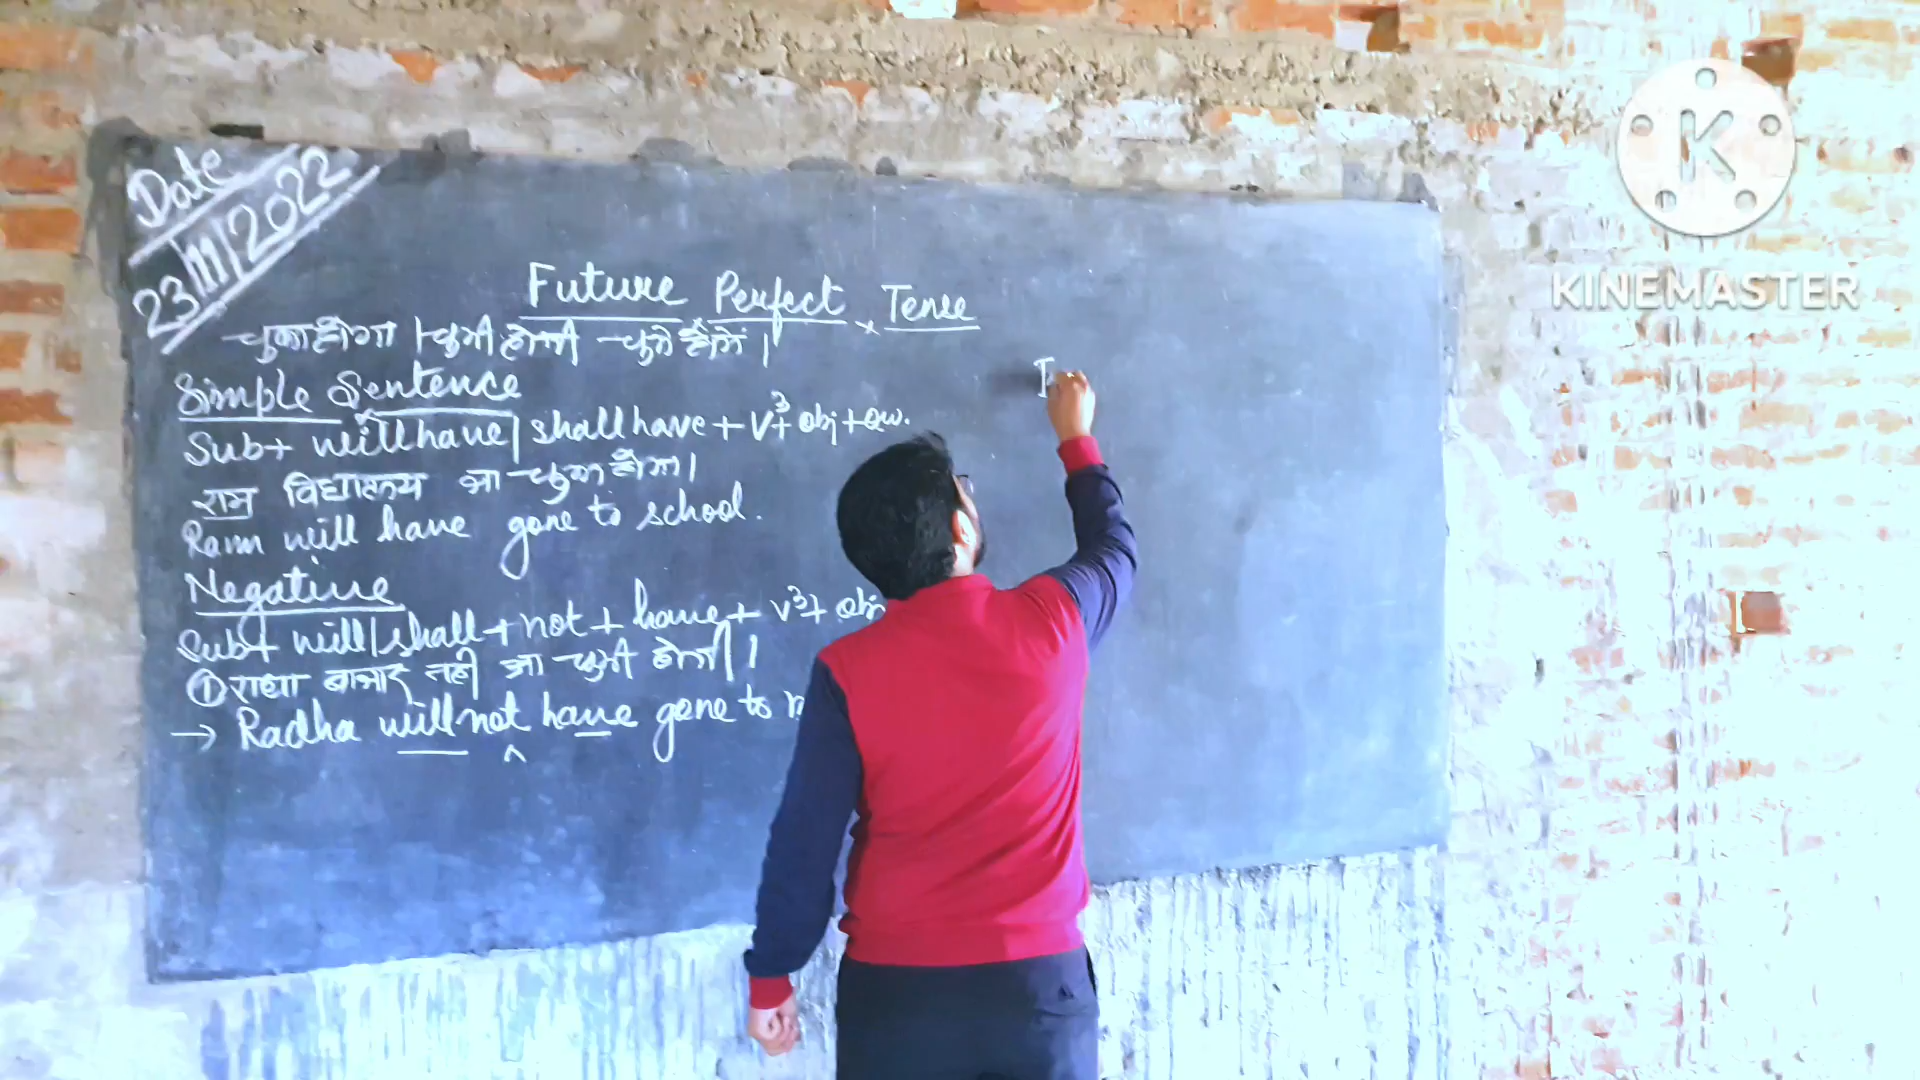 Date
23/11/2022
Future Perfect Tense
चुका होगा । चुकी होगी चुके होंगे ।
Simple Sentence
Sub + will have | shall have + V3 + obj + ow.
राम विद्यालय जा चुका होगा ।
Ram will have gone to school.
Negative
Sub + will | shall + not + have + V3 + obj
① राधा बाजार नहीं जा चुकी होगी ।
→ Radha will not have gone to
KINEMASTER